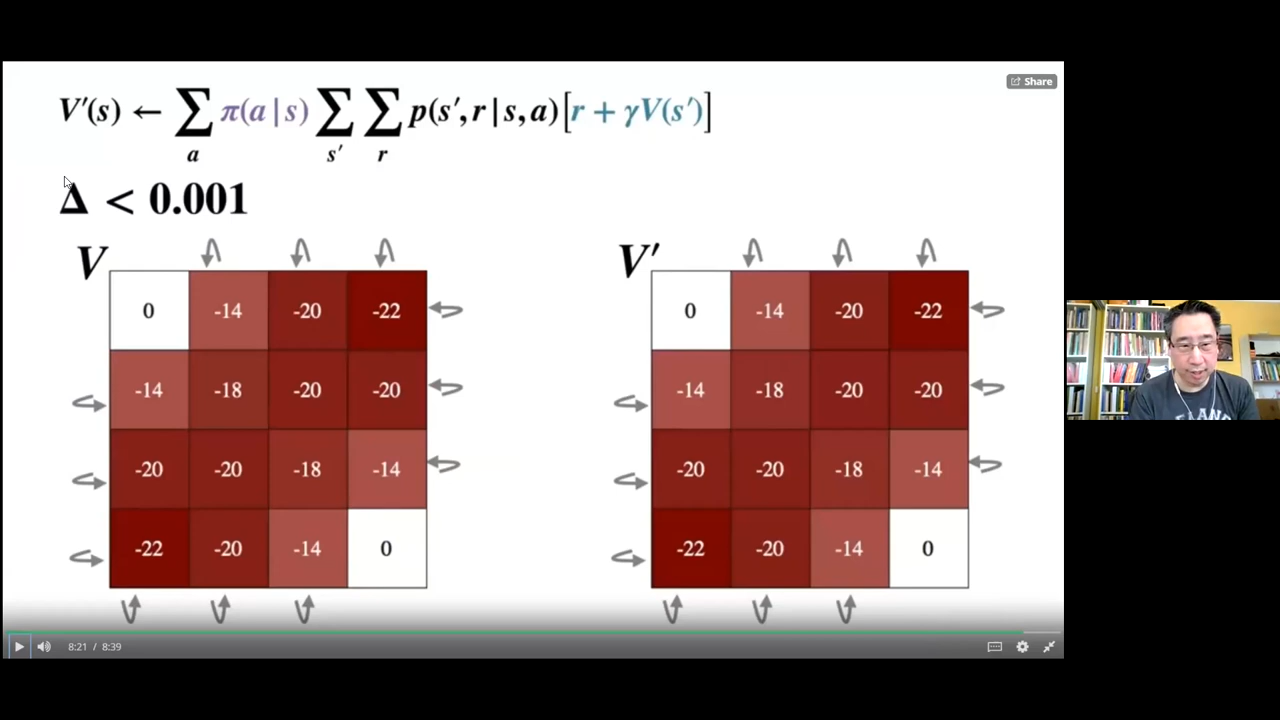 Share
V′(s) ← ∑ π(a | s) ∑ ∑ p(s′, r | s, a)[r + γV(s′)]
a s′ r
Δ < 0.001
V
0 -14 -20 -22
-14 -18 -20 -20
-20 -20 -18 -14
-22 -20 -14 0
V′
0 -14 -20 -22
-14 -18 -20 -20
-20 -20 -18 -14
-22 -20 -14 0
8:21 / 8:39